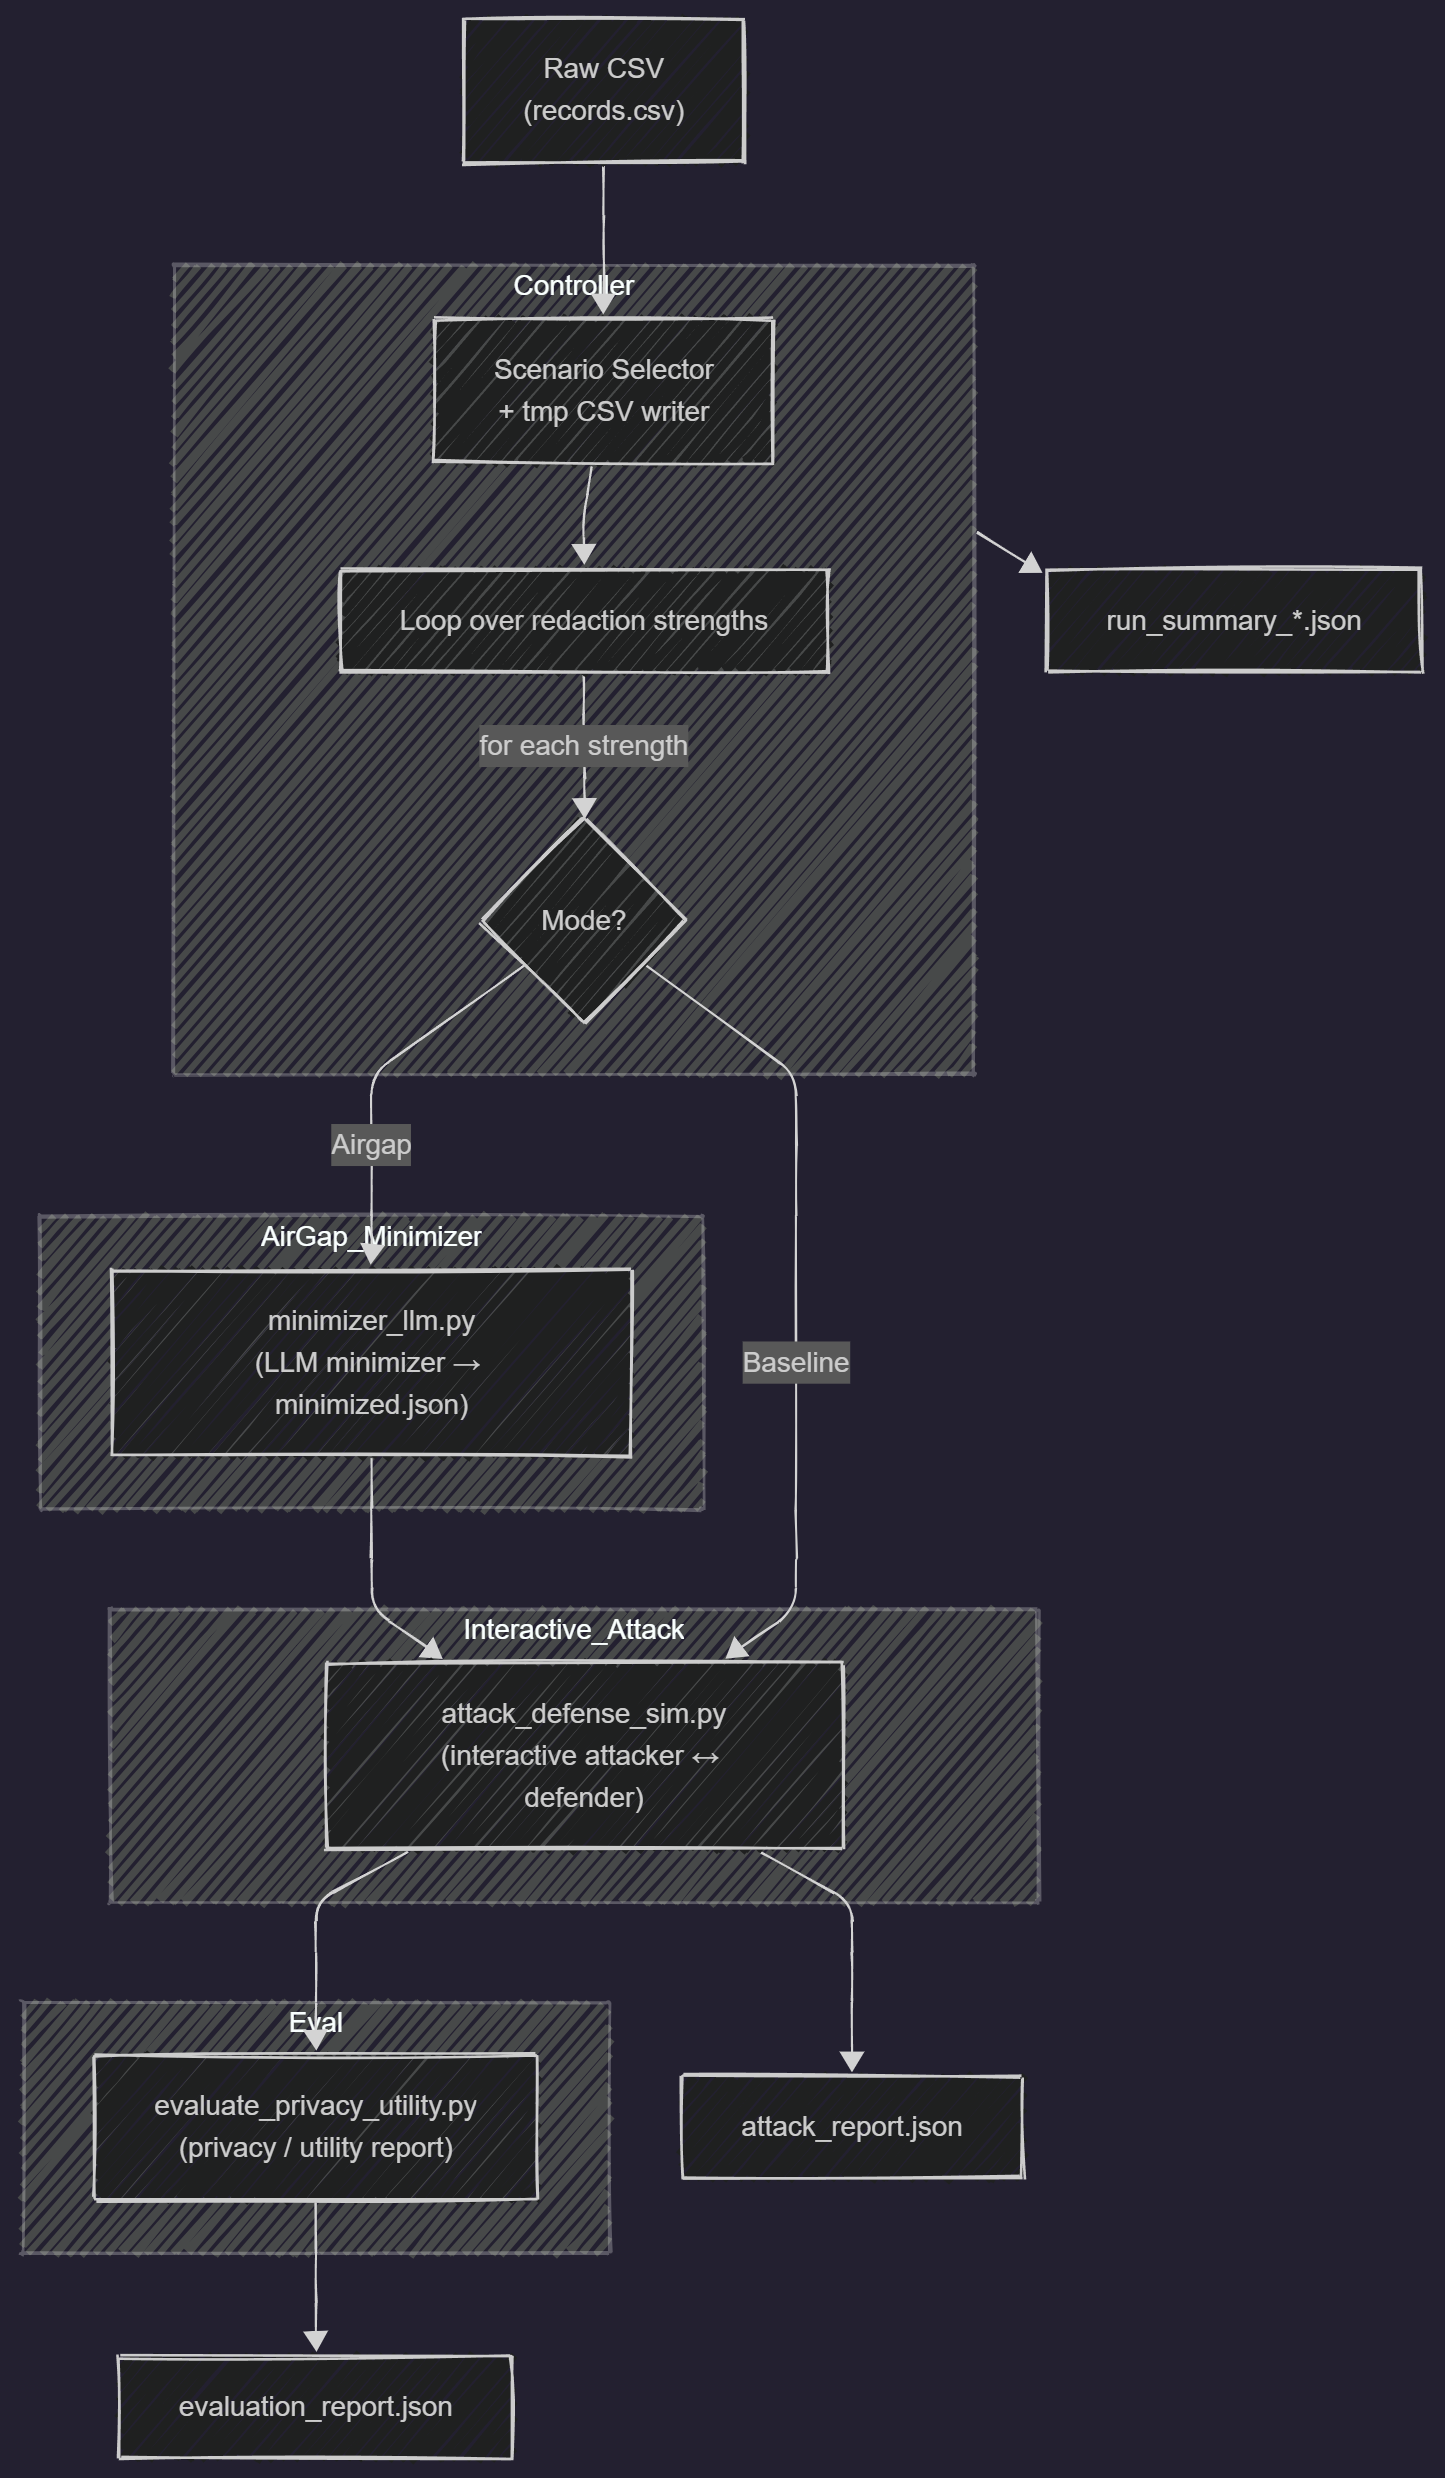 Raw CSV
(records.csv)
Controller
Scenario Selector
+ tmp CSV writer
Loop over redaction strengths
run_summary_*.json
for each strength
Mode?
Airgap
AirGap_Minimizer
minimizer_llm.py
(LLM minimizer →
minimized.json)
Baseline
Interactive_Attack
attack_defense_sim.py
(interactive attacker ↔
defender)
Eval
evaluate_privacy_utility.py
(privacy / utility report)
attack_report.json
evaluation_report.json